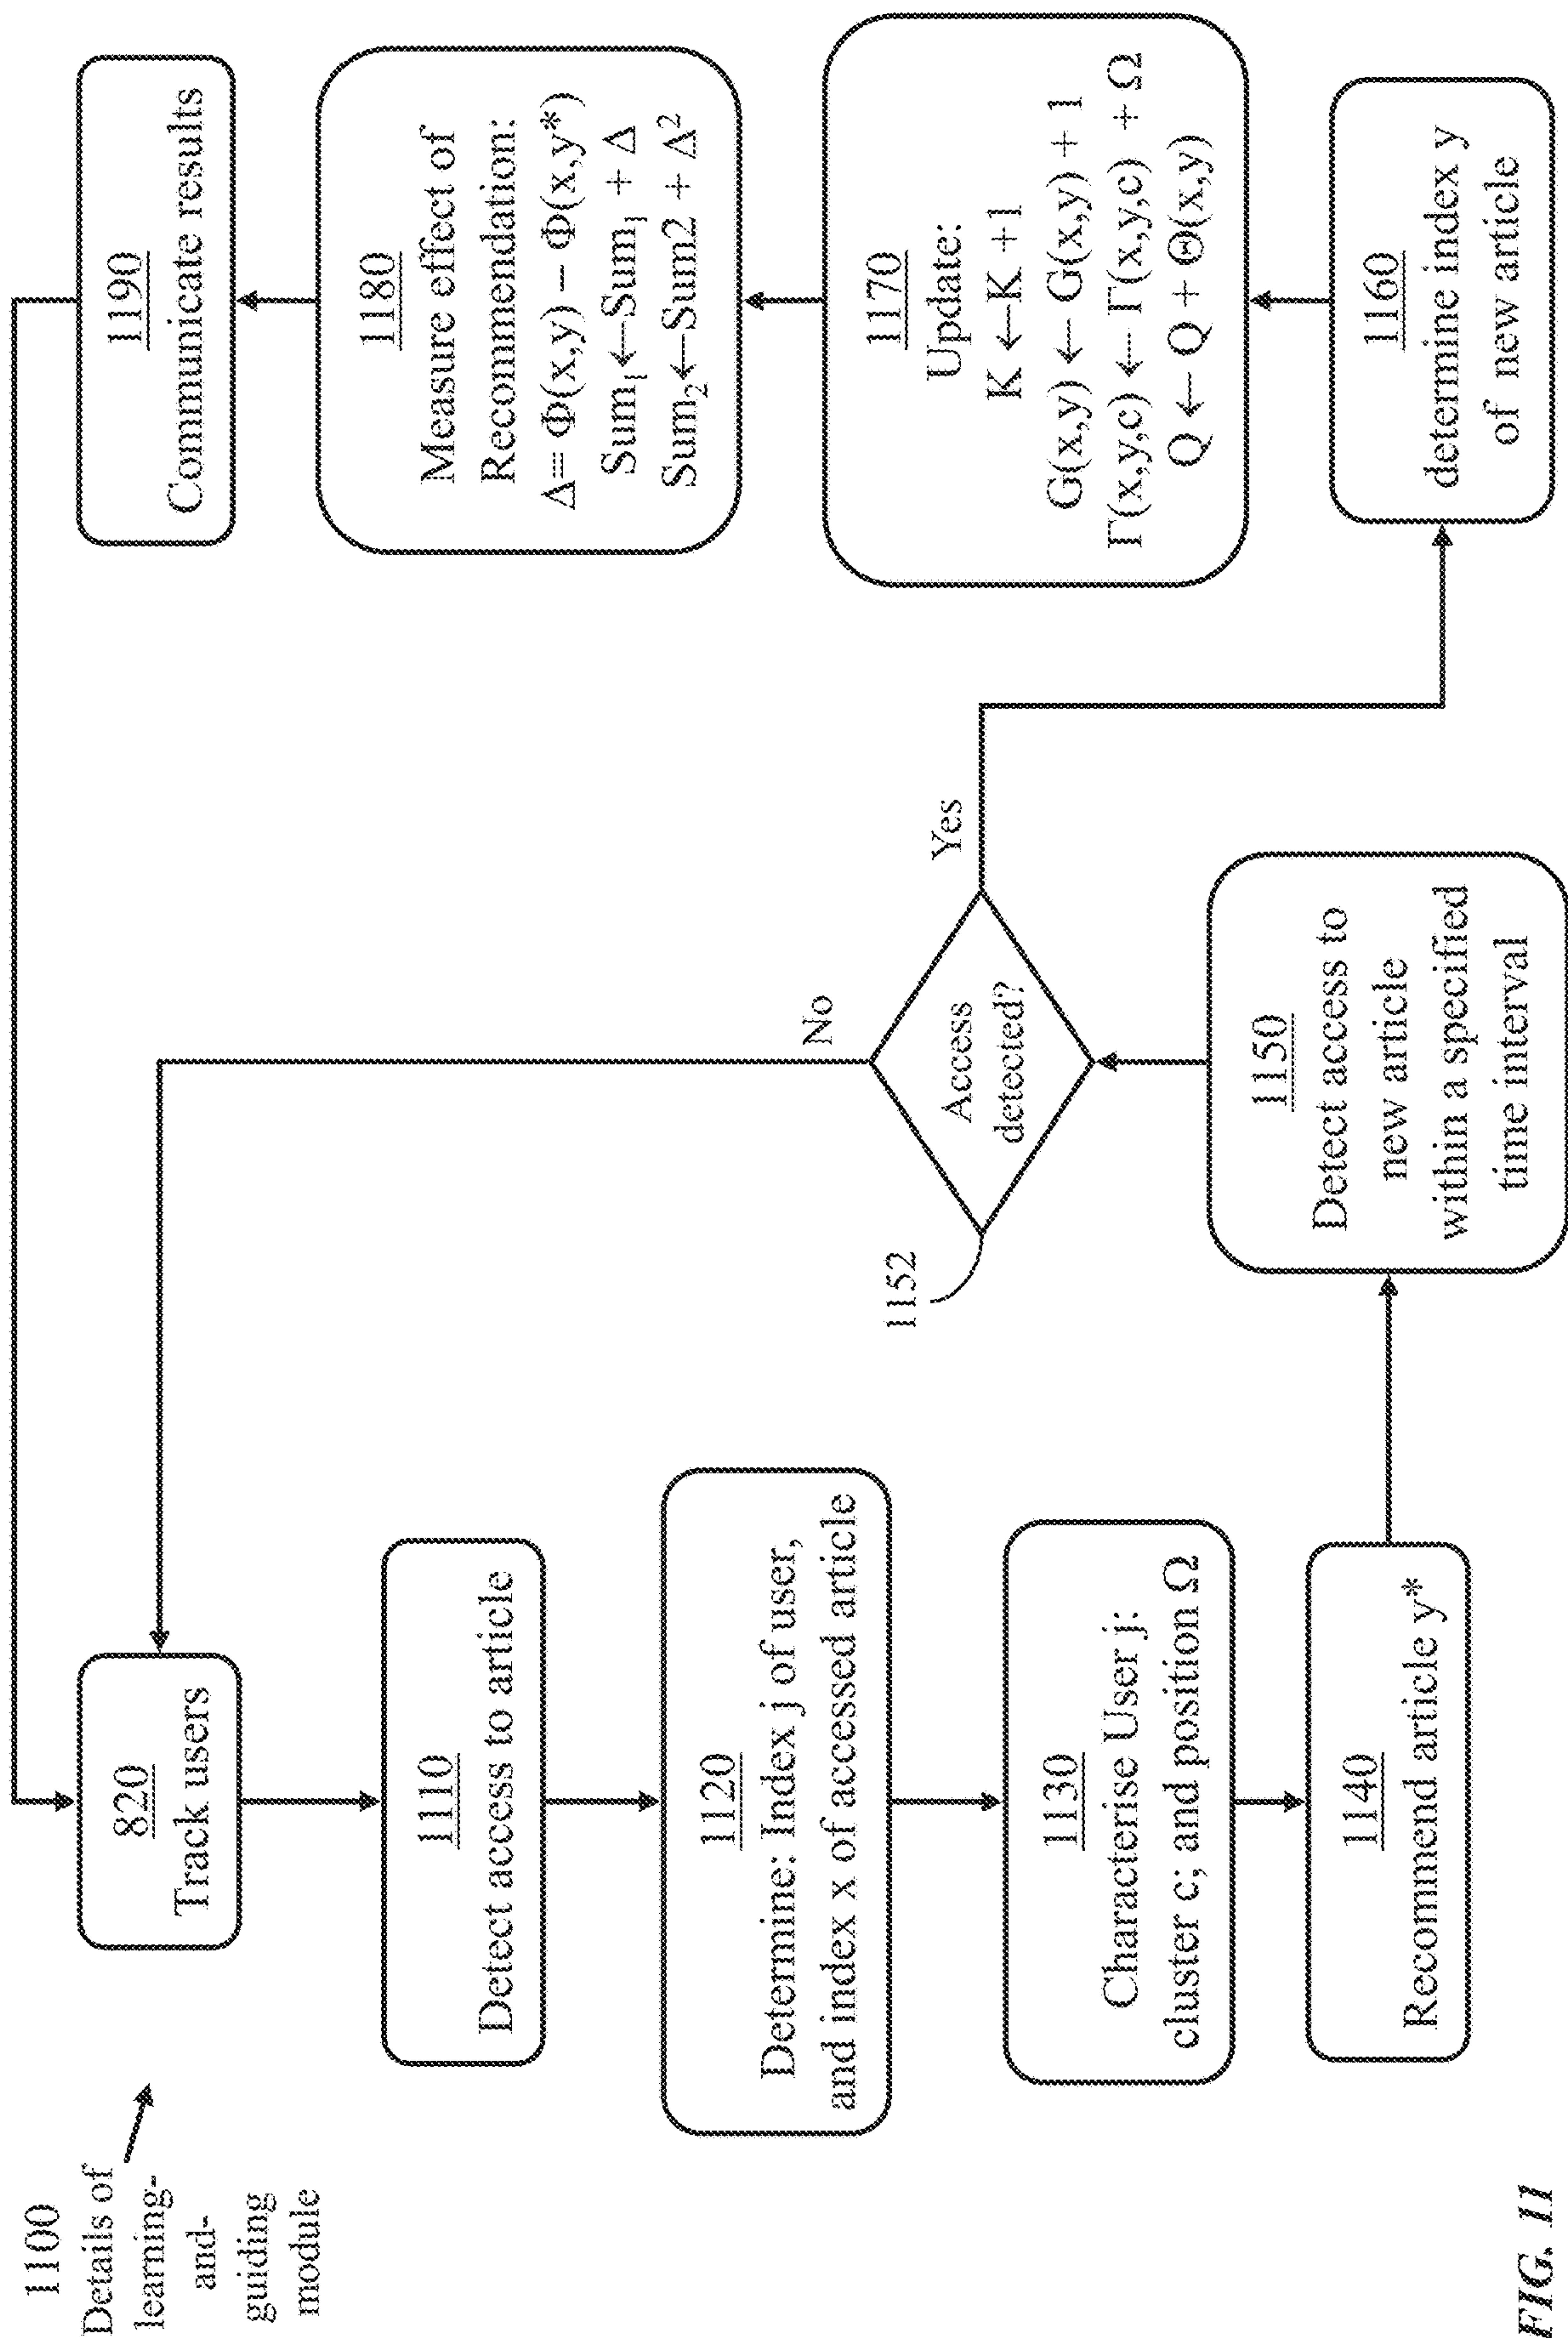 1100
Details of
learning-
and-
guiding
module
820
Track users
1110
Detect access to article
1120
Determine: Index j of user,
and index x of accessed article
1130
Characterise User j:
cluster c; and position Ω
1140
Recommend article y*
1150
Detect access to
new article
within a specified
time interval
1152
Access
detected?
No
Yes
1160
determine index y
of new article
1170
Update:
K ←K +1
G(x,y) ← G(x,y) + 1
Γ(x,y,c) ← Γ(x,y,c) + Ω
Q ← Q + Θ(x,y)
1180
Measure effect of
Recommendation:
Δ= Φ(x,y) – Φ(x,y*)
Sum₁←Sum₁ + Δ
Sum₂←Sum2 + Δ²
1190
Communicate results
FIG. 11